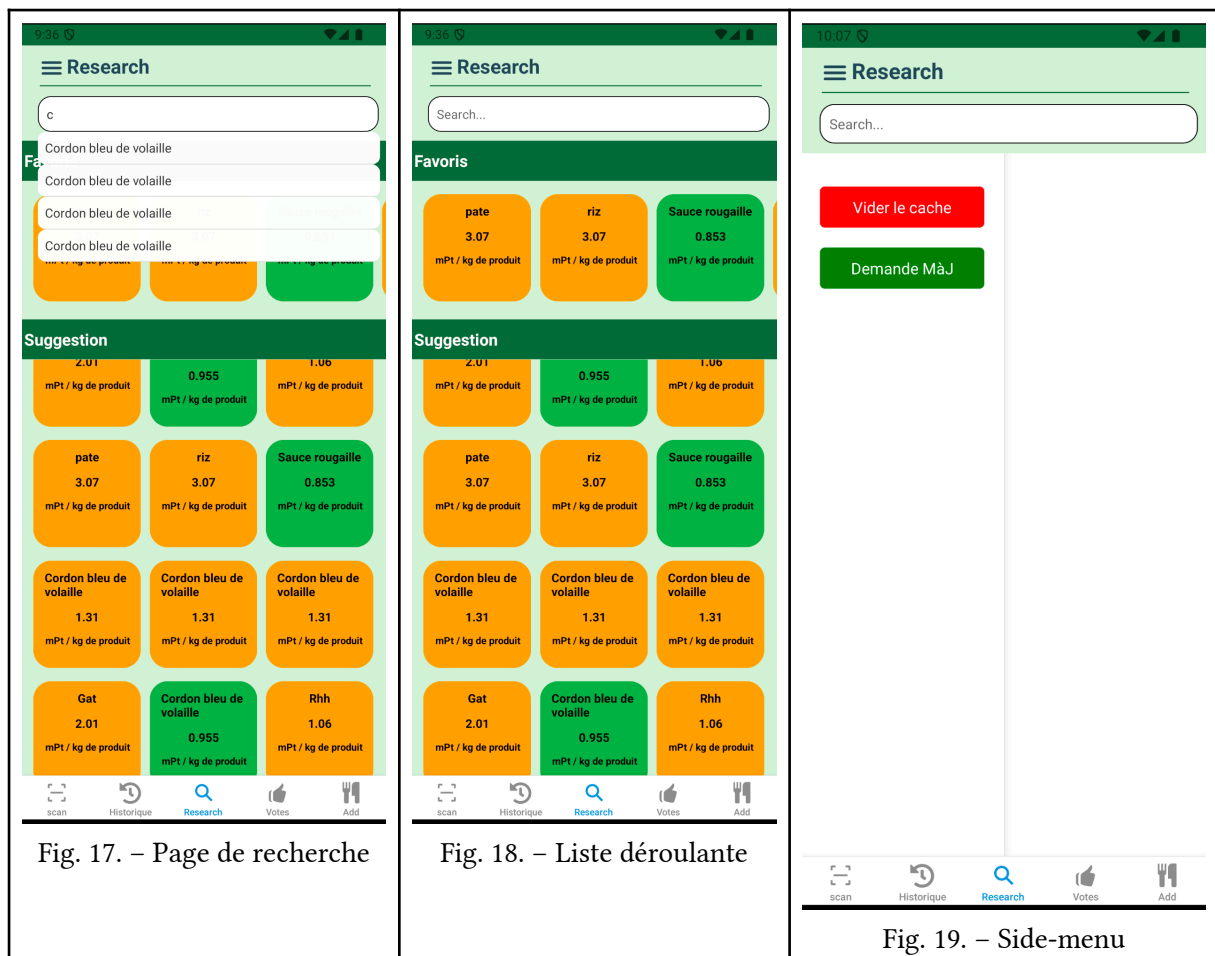 9:36
Research
c
Cordon bleu de volaille
Cordon bleu de volaille
Cordon bleu de volaille
Cordon bleu de volaille
Fa
mPt / kg de produit mPt / kg de produit mPt / kg de produit
Suggestion
2.01 0.955 1.06
mPt / kg de produit mPt / kg de produit mPt / kg de produit
pate riz Sauce rougaille
3.07 3.07 0.853
mPt / kg de produit mPt / kg de produit mPt / kg de produit
Cordon bleu de volaille Cordon bleu de volaille Cordon bleu de volaille
1.31 1.31 1.31
mPt / kg de produit mPt / kg de produit mPt / kg de produit
Gat Cordon bleu de volaille Rhh
2.01 0.955 1.06
mPt / kg de produit mPt / kg de produit mPt / kg de produit
scan Historique Research Votes Add
Fig. 17. – Page de recherche
9:36
Research
Search...
Favoris
pate riz Sauce rougaille
3.07 3.07 0.853
mPt / kg de produit mPt / kg de produit mPt / kg de produit
Suggestion
2.01 0.955 1.06
mPt / kg de produit mPt / kg de produit mPt / kg de produit
pate riz Sauce rougaille
3.07 3.07 0.853
mPt / kg de produit mPt / kg de produit mPt / kg de produit
Cordon bleu de volaille Cordon bleu de volaille Cordon bleu de volaille
1.31 1.31 1.31
mPt / kg de produit mPt / kg de produit mPt / kg de produit
Gat Cordon bleu de volaille Rhh
2.01 0.955 1.06
mPt / kg de produit mPt / kg de produit mPt / kg de produit
scan Historique Research Votes Add
Fig. 18. – Liste déroulante
10:07
Research
Search...
Vider le cache
Demande MàJ
scan Historique Research Votes Add
Fig. 19. – Side-menu